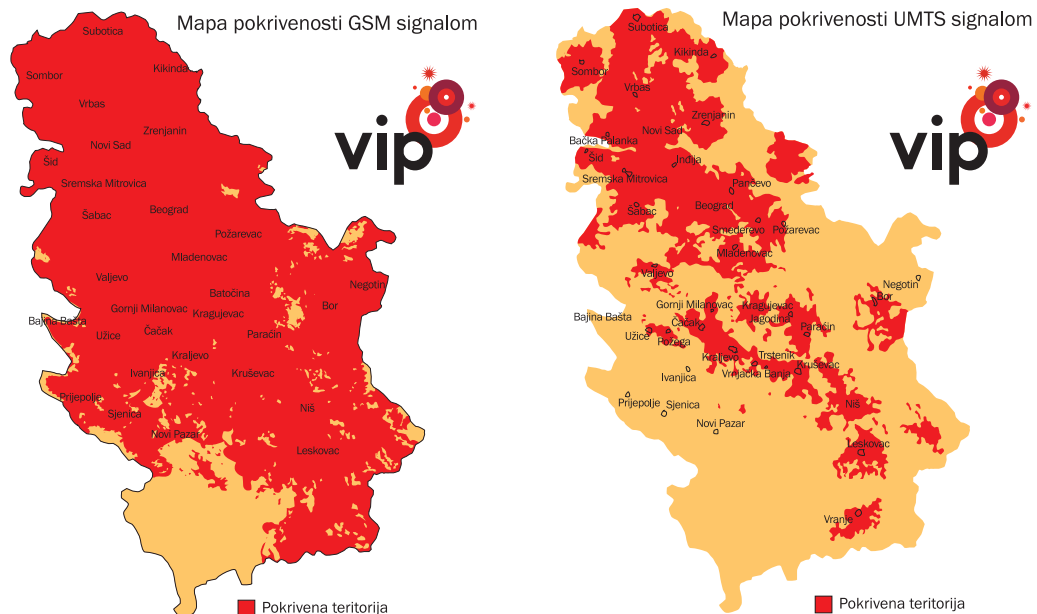 Mapa pokrivenosti GSM signalom
Subotica
Sombor
Kikinda
Vrbas
Zrenjanin
Novi Sad
Šid
Sremska Mitrovica
Šabac
Beograd
Požarevac
Mladenovac
Valjevo
Negotin
Batočina
Gornji Milanovac
Bor
Kragujevac
Bajina Bašta
Užice
Čačak
Paraćin
Kraljevo
Ivanjica
Kruševac
Prijepolje
Sjenica
Niš
Novi Pazar
Leskovac
vip
Pokrivena teritorija
Mapa pokrivenosti UMTS signalom
Subotica
Kikinda
Sombor
Vrbas
Zrenjanin
Novi Sad
Bačka Palanka
Šid
Inđija
Sremska Mitrovica
Pančevo
Šabac
Beograd
Smederevo
Požarevac
Mladenovac
Valjevo
Negotin
Bor
Gornji Milanovac
Kragujevac
Bajina Bašta
Jagodina
Čačak
Užice
Paraćin
Požega
Kraljevo
Trstenik
Kruševac
Vrnjačka Banja
Ivanjica
Prijepolje
Sjenica
Niš
Novi Pazar
Leskovac
Vranje
vip
Pokrivena teritorija